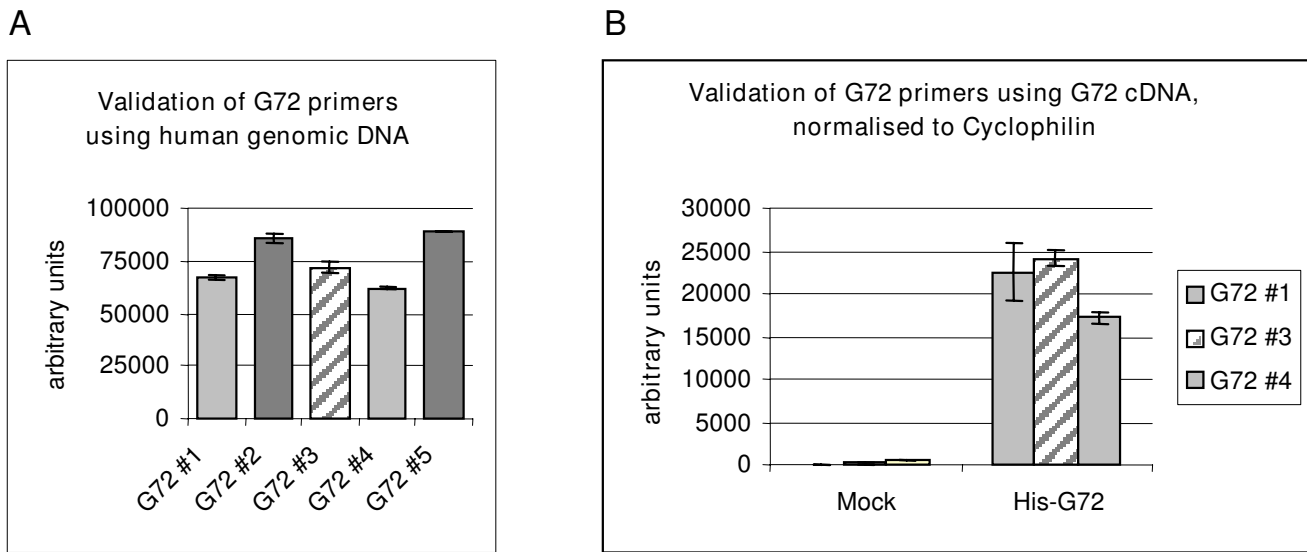 A
Validation of G72 primers
using human genomic DNA
arbitrary units
100000
75000
50000
25000
0
G72 #1
G72 #2
G72 #3
G72 #4
G72 #5
B
Validation of G72 primers using G72 cDNA,
normalised to Cyclophilin
arbitrary units
30000
25000
20000
15000
10000
5000
0
Mock
His-G72
G72 #1
G72 #3
G72 #4